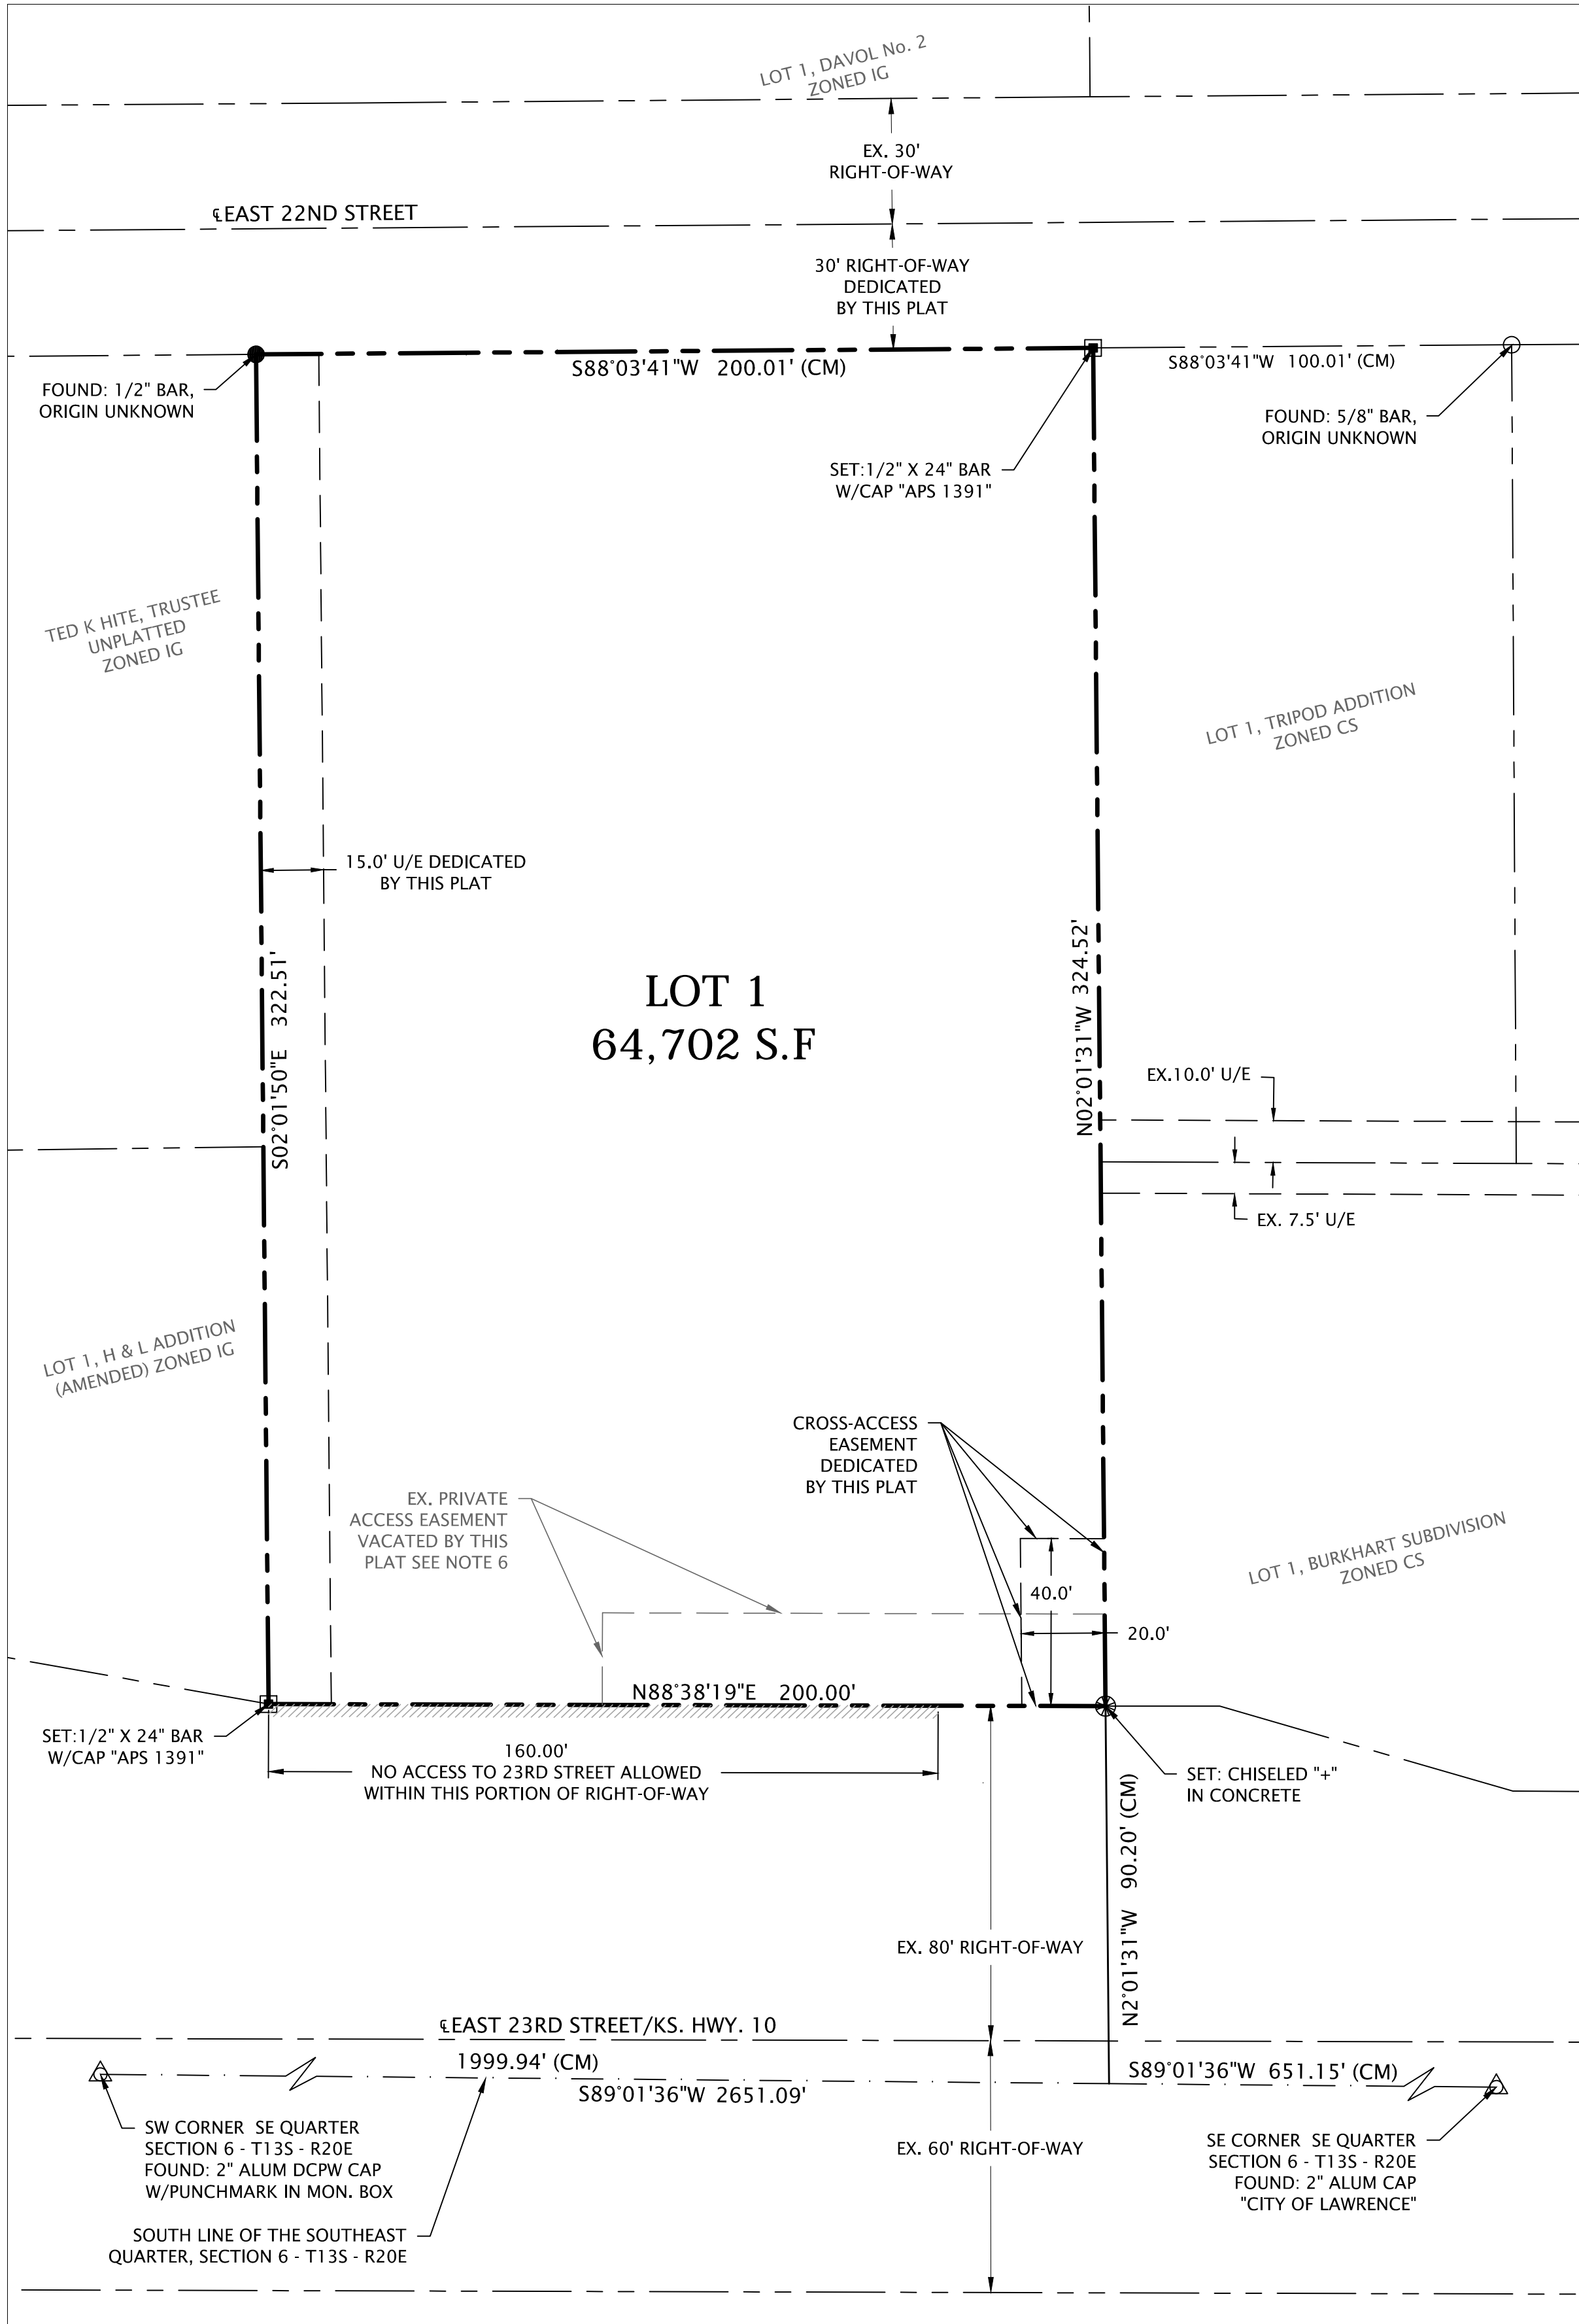 LOT 1, DAVOL No. 2
ZONED IG
EX. 30'
RIGHT-OF-WAY
℄EAST 22ND STREET
30' RIGHT-OF-WAY
DEDICATED
BY THIS PLAT
S88°03'41"W 200.01' (CM)
S88°03'41"W 100.01' (CM)
FOUND: 1/2" BAR,
ORIGIN UNKNOWN
FOUND: 5/8" BAR,
ORIGIN UNKNOWN
SET:1/2" X 24" BAR
W/CAP "APS 1391"
TED K HITE, TRUSTEE
UNPLATTED
ZONED IG
LOT 1, TRIPOD ADDITION
ZONED CS
15.0' U/E DEDICATED
BY THIS PLAT
S02°01'50"E 322.51'
LOT 1
64,702 S.F
N02°01'31"W 324.52'
EX.10.0' U/E
EX. 7.5' U/E
LOT 1, H & L ADDITION
(AMENDED) ZONED IG
CROSS-ACCESS
EASEMENT
DEDICATED
BY THIS PLAT
EX. PRIVATE
ACCESS EASEMENT
VACATED BY THIS
PLAT SEE NOTE 6
LOT 1, BURKHART SUBDIVISION
ZONED CS
40.0'
20.0'
N88°38'19"E 200.00'
SET:1/2" X 24" BAR
W/CAP "APS 1391"
160.00'
NO ACCESS TO 23RD STREET ALLOWED
WITHIN THIS PORTION OF RIGHT-OF-WAY
SET: CHISELED "+"
IN CONCRETE
N2°01'31"W 90.20' (CM)
EX. 80' RIGHT-OF-WAY
℄EAST 23RD STREET/KS. HWY. 10
1999.94' (CM)
S89°01'36"W 2651.09'
S89°01'36"W 651.15' (CM)
SW CORNER SE QUARTER
SECTION 6 - T13S - R20E
FOUND: 2" ALUM DCPW CAP
W/PUNCHMARK IN MON. BOX
EX. 60' RIGHT-OF-WAY
SE CORNER SE QUARTER
SECTION 6 - T13S - R20E
FOUND: 2" ALUM CAP
"CITY OF LAWRENCE"
SOUTH LINE OF THE SOUTHEAST
QUARTER, SECTION 6 - T13S - R20E